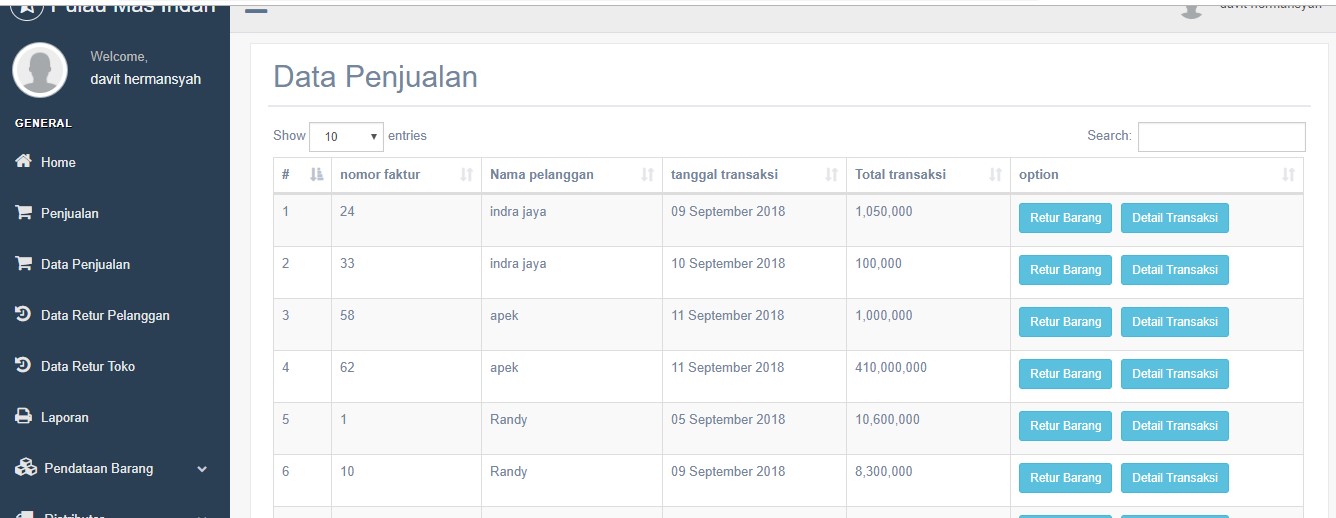 Pulau Mas Indah
davit hermansyah
Welcome,
davit hermansyah
GENERAL
Home
Penjualan
Data Penjualan
Data Retur Pelanggan
Data Retur Toko
Laporan
Pendataan Barang
Distributor
Data Penjualan
Show 10 entries
Search:
# nomor faktur Nama pelanggan tanggal transaksi Total transaksi option
1 24 indra jaya 09 September 2018 1,050,000 Retur Barang Detail Transaksi
2 33 indra jaya 10 September 2018 100,000 Retur Barang Detail Transaksi
3 58 apek 11 September 2018 1,000,000 Retur Barang Detail Transaksi
4 62 apek 11 September 2018 410,000,000 Retur Barang Detail Transaksi
5 1 Randy 05 September 2018 10,600,000 Retur Barang Detail Transaksi
6 10 Randy 09 September 2018 8,300,000 Retur Barang Detail Transaksi